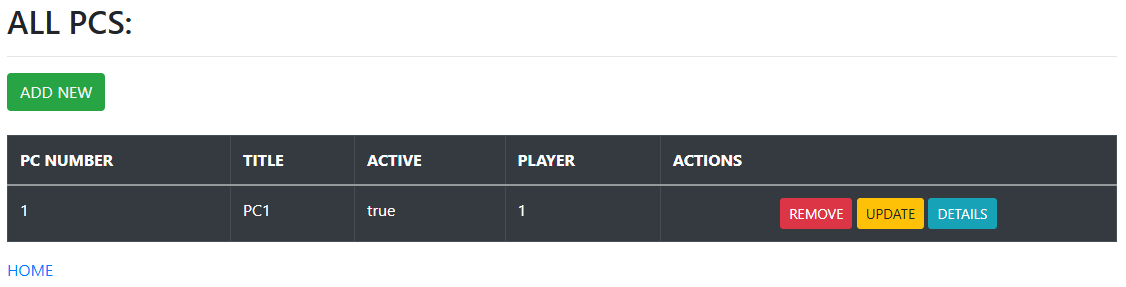 ALL PCS:
ADD NEW
PC NUMBER TITLE ACTIVE PLAYER ACTIONS
1 PC1 true 1 REMOVE UPDATE DETAILS
HOME